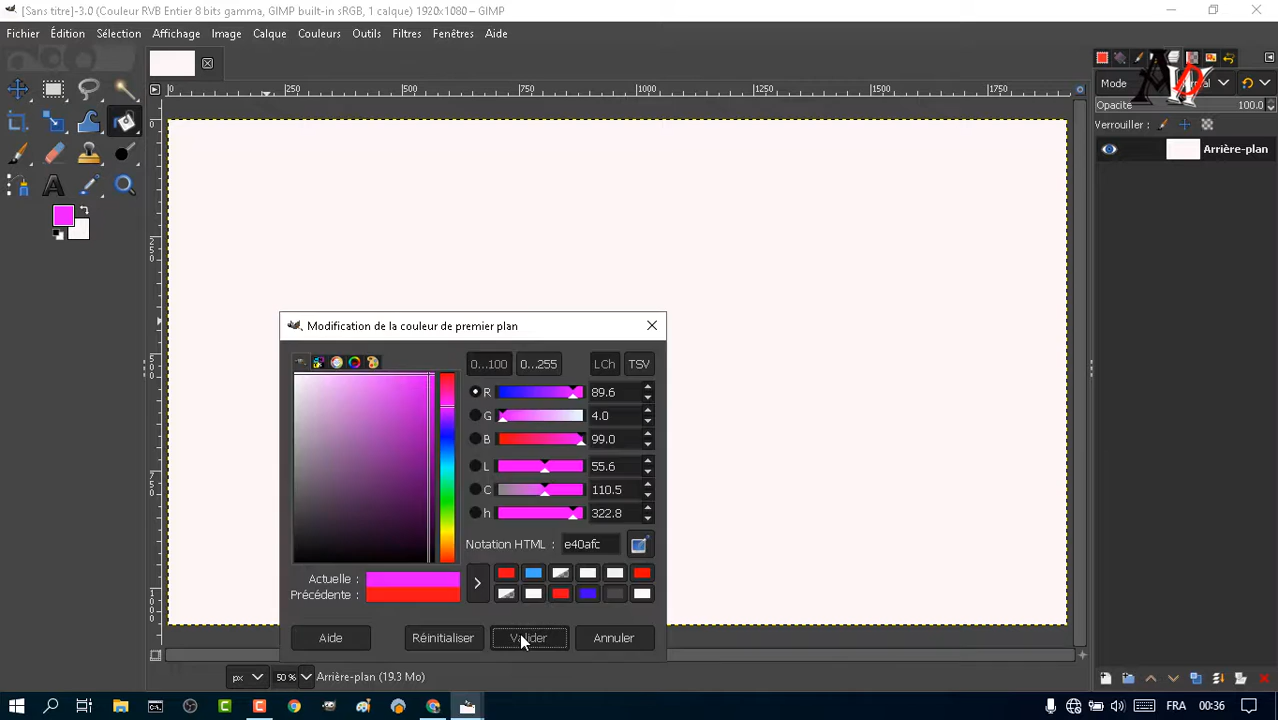 [Sans titre]-3.0 (Couleur RVB Entier 8 bits gamma, GIMP built-in sRGB, 1 calque) 1920x1080 – GIMP
Fichier Édition Sélection Affichage Image Calque Couleurs Outils Filtres Fenêtres Aide
0 250 500 750 1000 1250 1500 1750
Mode
Opacité 100.0
Verrouiller :
Arrière-plan
Modification de la couleur de premier plan
0...100 0...255 LCh TSV
R 89.6
G 4.0
B 99.0
L 55.6
C 110.5
h 322.8
Notation HTML : e40afc
Actuelle :
Précédente :
Aide Réinitialiser Valider Annuler
px 50 % Arrière-plan (19.3 Mo)
FRA 00:36